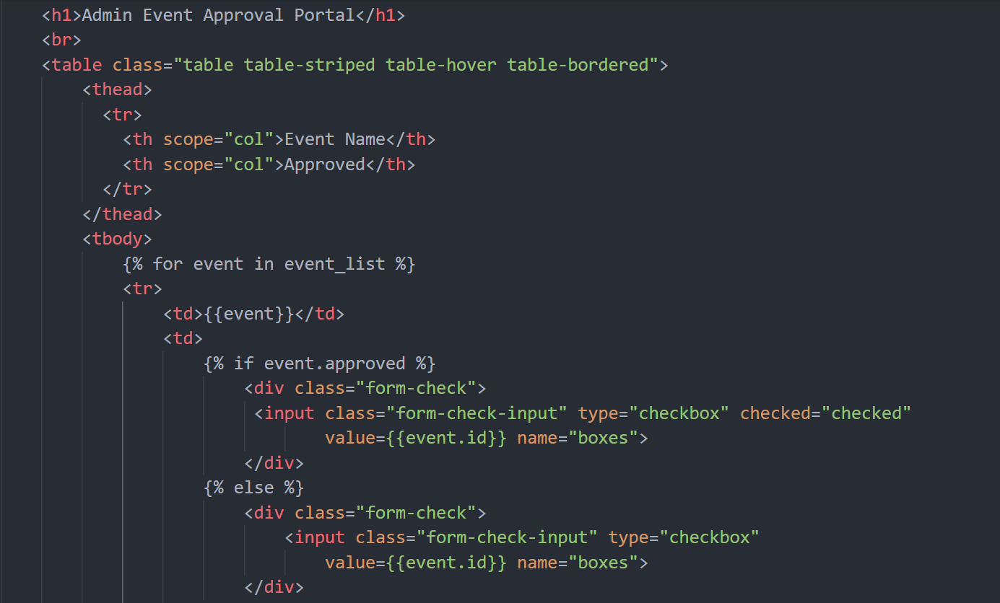 <h1>Admin Event Approval Portal</h1>
<br>
<table class="table table-striped table-hover table-bordered">
<thead>
<tr>
<th scope="col">Event Name</th>
<th scope="col">Approved</th>
</tr>
</thead>
<tbody>
{% for event in event_list %}
<tr>
<td>{{event}}</td>
<td>
{% if event.approved %}
<div class="form-check">
<input class="form-check-input" type="checkbox" checked="checked"
value={{event.id}} name="boxes">
</div>
{% else %}
<div class="form-check">
<input class="form-check-input" type="checkbox"
value={{event.id}} name="boxes">
</div>